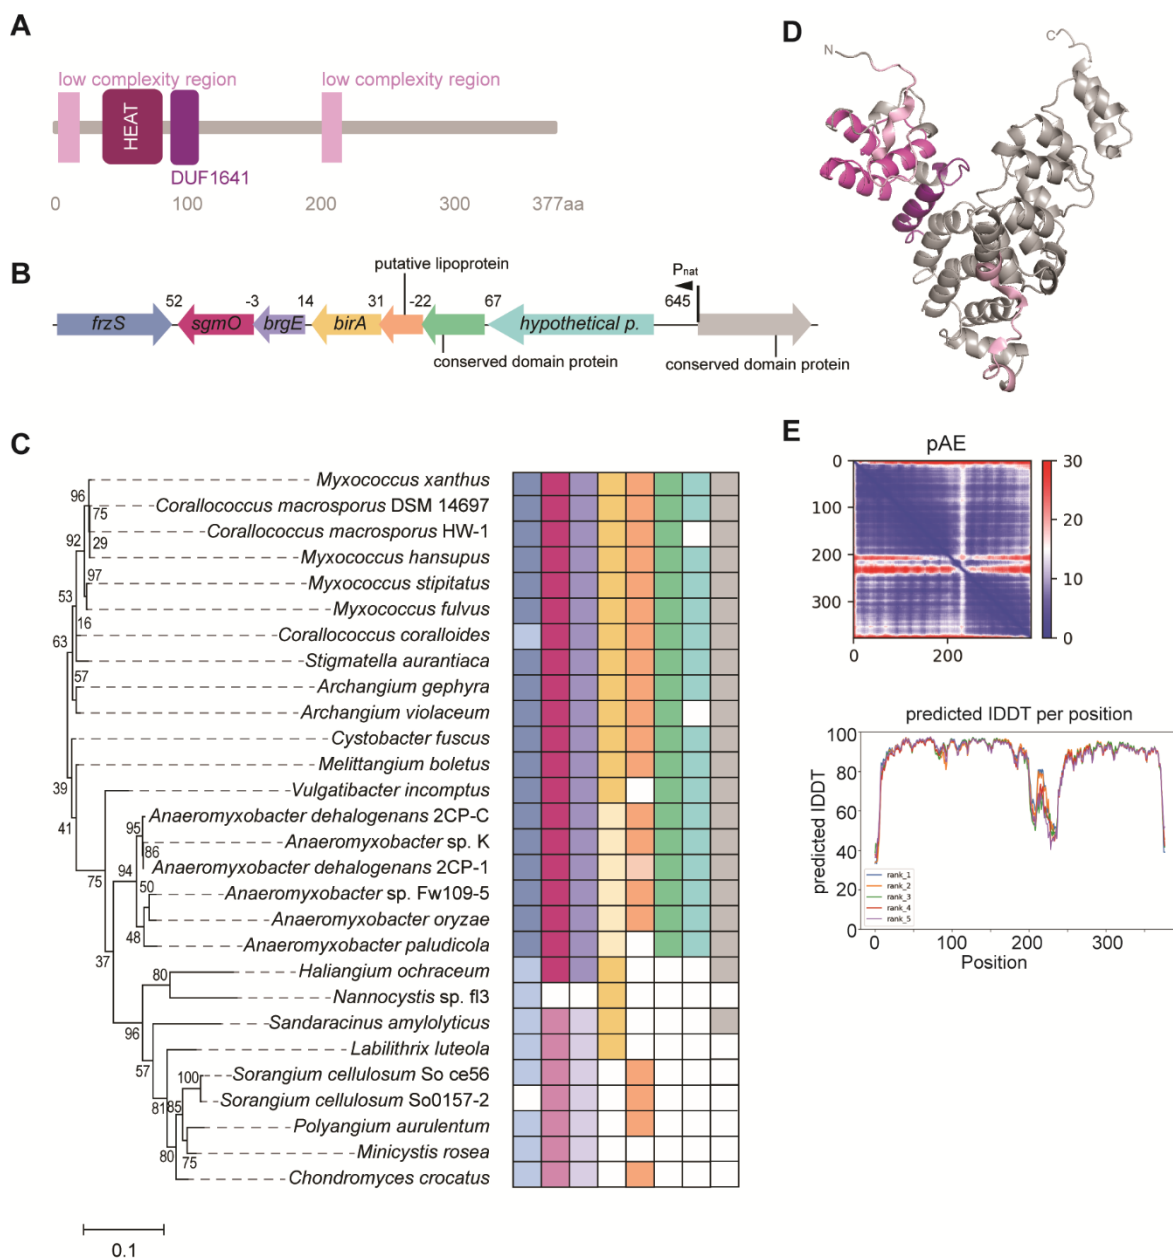 A
low complexity region
low complexity region
HEAT
DUF1641
0
100
200
300
377aa
B
putative lipoprotein
Pnat
52
-3
14
31
-22
67
645
frzS
sgmO
brgE
birA
hypothetical p.
conserved domain protein
conserved domain protein
C
Myxococcus xanthus
Corallococcus macrosporus DSM 14697
Corallococcus macrosporus HW-1
Myxococcus hansupus
Myxococcus stipitatus
Myxococcus fulvus
Corallococcus coralloides
Stigmatella aurantiaca
Archangium gephyra
Archangium violaceum
Cystobacter fuscus
Melittangium boletus
Vulgatibacter incomptus
Anaeromyxobacter dehalogenans 2CP-C
Anaeromyxobacter sp. K
Anaeromyxobacter dehalogenans 2CP-1
Anaeromyxobacter sp. Fw109-5
Anaeromyxobacter oryzae
Anaeromyxobacter paludicola
Haliangium ochraceum
Nannocystis sp. fl3
Sandaracinus amylolyticus
Labilithrix luteola
Sorangium cellulosum So ce56
Sorangium cellulosum So0157-2
Polyangium aurulentum
Minicystis rosea
Chondromyces crocatus
96
75
92
29
97
53
16
63
57
39
41
95
86
94
75
50
48
37
80
96
57
100
81
85
80
75
0.1
D
N
C
E
pAE
0
100
200
300
0
200
30
20
10
0
predicted lDDT per position
predicted lDDT
100
80
60
40
20
0
rank_1
rank_2
rank_3
rank_4
rank_5
0
100
200
300
Position